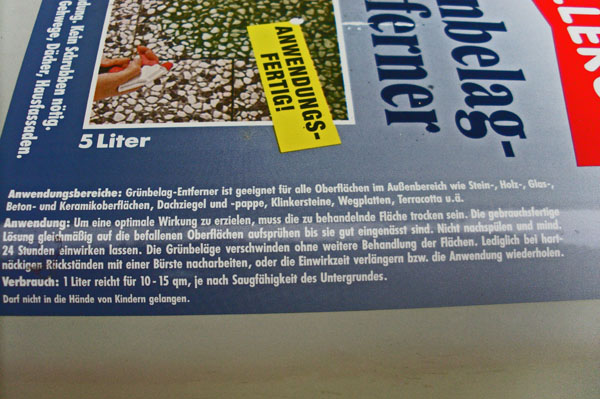 nbelag-
ferner
LLERS
ANWENDUNGS-
FERTIG!
dung. Kein Schrubben nötig.
Gehwege, Dächer, Hausfassaden.
5 Liter
Anwendungsbereiche: Grünbelag-Entferner ist geeignet für alle Oberflächen im Außenbereich wie Stein-, Holz-, Glas-,
Beton- und Keramikoberflächen, Dachziegel und -pappe, Klinkersteine, Wegplatten, Terracotta u.ä.
Anwendung: Um eine optimale Wirkung zu erzielen, muss die zu behandelnde Fläche trocken sein. Die gebrauchsfertige
Lösung gleichmäßig auf die befallenen Oberflächen aufsprühen bis sie gut eingenässt sind. Nicht nachspülen und mind.
24 Stunden einwirken lassen. Die Grünbeläge verschwinden ohne weitere Behandlung der Flächen. Lediglich bei hart-
näckigen Rückständen mit einer Bürste nacharbeiten, oder die Einwirkzeit verlängern bzw. die Anwendung wiederholen.
Verbrauch: 1 Liter reicht für 10 - 15 qm, je nach Saugfähigkeit des Untergrundes.
Darf nicht in die Hände von Kindern gelangen.